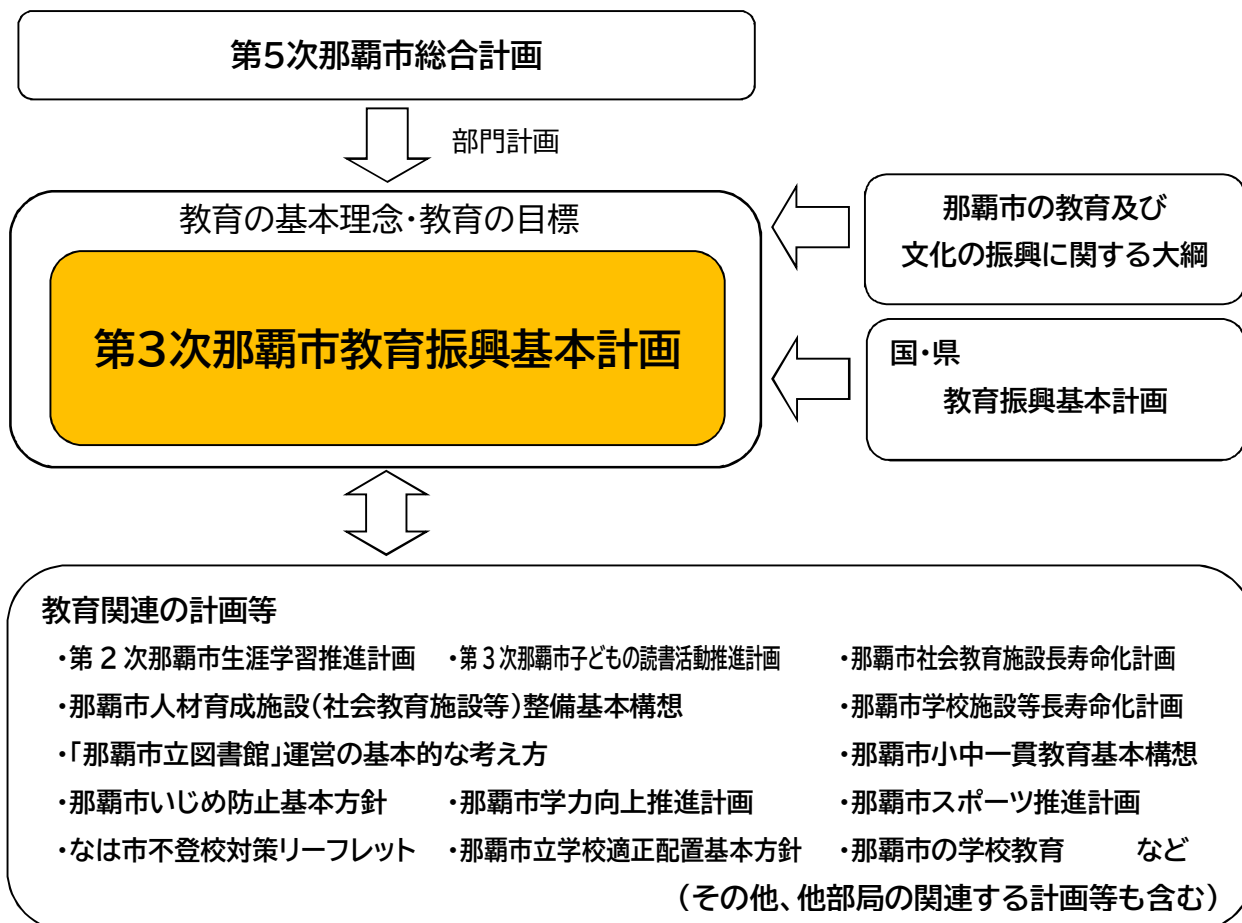 第5次那覇市総合計画
部門計画
教育の基本理念・教育の目標
第3次那覇市教育振興基本計画
那覇市の教育及び
文化の振興に関する大綱
国・県
教育振興基本計画
教育関連の計画等
・第2次那覇市生涯学習推進計画 ・第3次那覇市子どもの読書活動推進計画 ・那覇市社会教育施設長寿命化計画
・那覇市人材育成施設(社会教育施設等)整備基本構想 ・那覇市学校施設等長寿命化計画
・「那覇市立図書館」運営の基本的な考え方 ・那覇市小中一貫教育基本構想
・那覇市いじめ防止基本方針 ・那覇市学力向上推進計画 ・那覇市スポーツ推進計画
・なは市不登校対策リーフレット ・那覇市立学校適正配置基本方針 ・那覇市の学校教育 など
(その他、他部局の関連する計画等も含む)